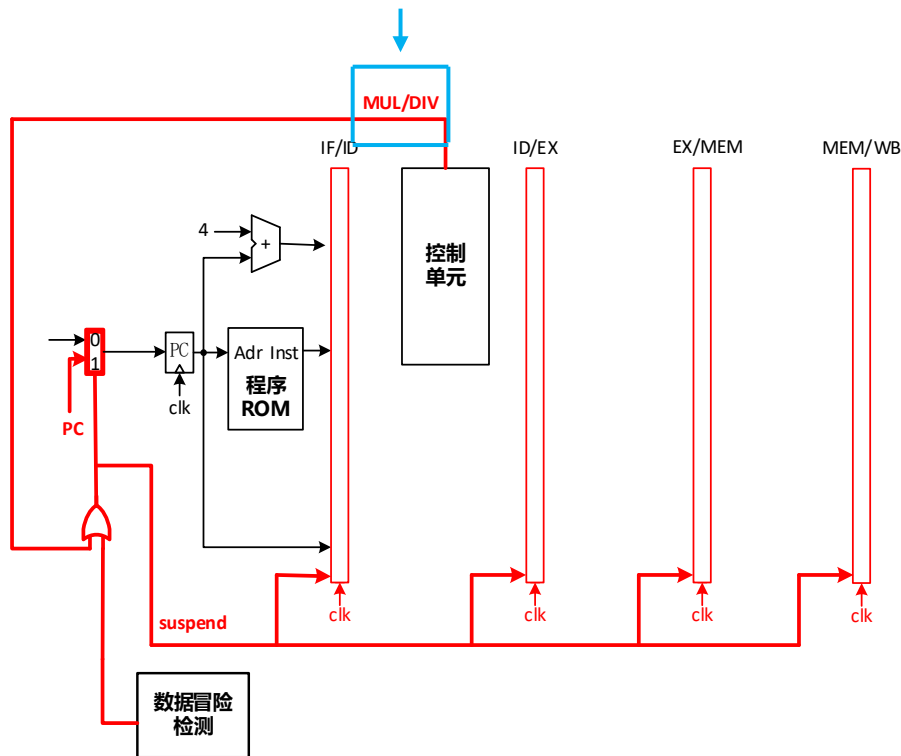 MUL/DIV
IF/ID
ID/EX
EX/MEM
MEM/WB
4
+
控制
单元
0
1
PC
Adr Inst
程序
ROM
clk
PC
clk
clk
clk
clk
suspend
数据冒险
检测